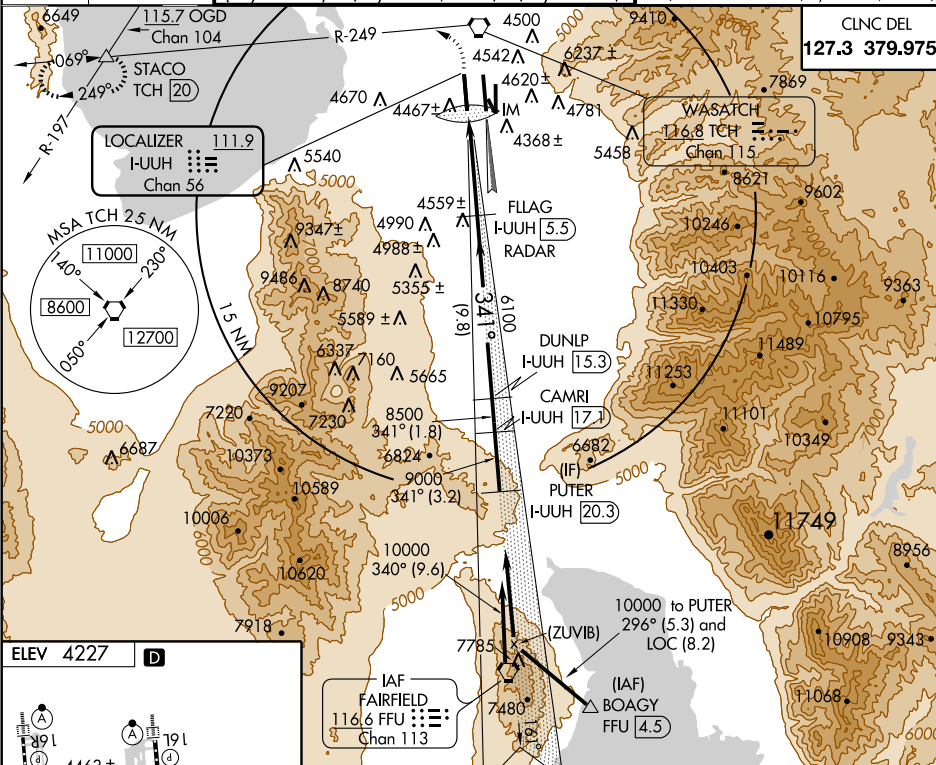 6649
115.7 OGD
Chan 104
R-249
4500
9410
CLNC DEL
127.3 379.975
069°
STACO
TCH 20
249°
R-197
4542
6237±
4620±
7869
4670
4467±
IM
4781
4368±
5458
WASATCH
116.8 TCH
Chan 115
LOCALIZER 111.9
I-UUH
Chan 56
5540
5000
8621
9602
MSA TCH 25 NM
11000
140°
230°
8600
12700
050°
9347±
4559±
4990
4988±
FLLAG
I-UUH 5.5
RADAR
10246
9486
8740
5355±
10403
10116
9363
11330
5589±
(9.8)
341°
6100
10795
15 NM
11489
DUNLP
I-UUH 15.3
6337
7160
5665
11253
CAMRI
I-UUH 17.1
9207
7220
7230
8500
341° (1.8)
11101
10349
5000
6687
6824
6682
10373
9000
341° (3.2)
(IF)
PUTER
I-UUH 20.3
5000
10589
10006
11749
10000
340° (9.6)
8956
10620
5000
10000 to PUTER
296° (5.3) and
LOC (8.2)
7918
7785
(ZUVIB)
10908
9343
ELEV 4227
D
IAF
FAIRFIELD
116.6 FFU
Chan 113
7480
(IAF)
BOAGY
FFU 4.5
11068
161°
6000
A
A
16R
16L
P
P
4463±